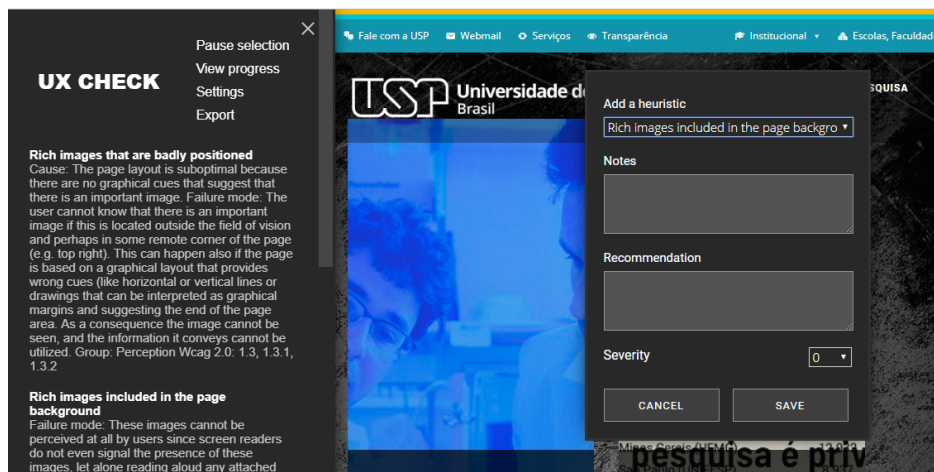 Pause selection
View progress
Settings
Export
UX CHECK
Rich images that are badly positioned
Cause: The page layout is suboptimal because
there are no graphical cues that suggest that
there is an important image. Failure mode: The
user cannot know that there is an important
image if this is located outside the field of vision
and perhaps in some remote corner of the page
(e.g. top right). This can happen also if the page
is based on a graphical layout that provides
wrong cues (like horizontal or vertical lines or
drawings that can be interpreted as graphical
margins and suggesting the end of the page
area. As a consequence the image cannot be
seen, and the information it conveys cannot be
utilized. Group: Perception Wcag 2.0: 1.3, 1.3.1,
1.3.2
Rich images included in the page
background
Failure mode: These images cannot be
perceived at all by users since screen readers
do not even signal the presence of these
images, let alone reading aloud any attached
Fale com a USP Webmail Serviços Transparência Institucional Escolas, Faculdad
USP Universidade d
Brasil
SQUISA
Add a heuristic
Rich images included in the page backgro
Notes
Recommendation
Severity
0
CANCEL SAVE
Minas Gerais (UFMG)
pesquisa é priv